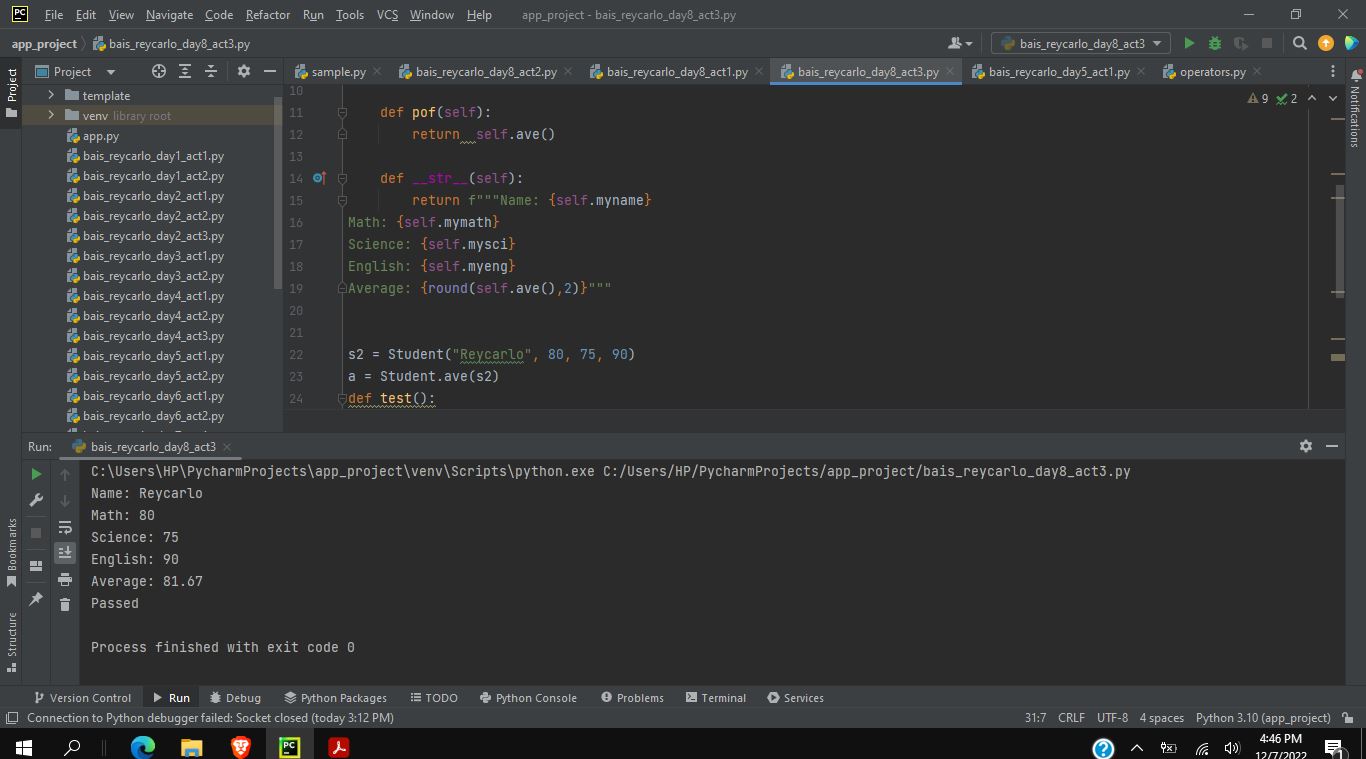 PC File Edit View Navigate Code Refactor Run Tools VCS Window Help app_project - bais_reycarlo_day8_act3.py
app_project bais_reycarlo_day8_act3.py bais_reycarlo_day8_act3
Project sample.py bais_reycarlo_day8_act2.py bais_reycarlo_day8_act1.py bais_reycarlo_day8_act3.py bais_reycarlo_day5_act1.py operators.py
Project
Notifications
template
venv library root
app.py
bais_reycarlo_day1_act1.py
bais_reycarlo_day1_act2.py
bais_reycarlo_day2_act1.py
bais_reycarlo_day2_act2.py
bais_reycarlo_day2_act3.py
bais_reycarlo_day3_act1.py
bais_reycarlo_day3_act2.py
bais_reycarlo_day4_act1.py
bais_reycarlo_day4_act2.py
bais_reycarlo_day4_act3.py
bais_reycarlo_day5_act1.py
bais_reycarlo_day5_act2.py
bais_reycarlo_day6_act1.py
bais_reycarlo_day6_act2.py
9 2
10
11 def pof(self):
12 return  self.ave()
13
14 def __str__(self):
15 return f"""Name: {self.myname}
16 Math: {self.mymath}
17 Science: {self.mysci}
18 English: {self.myeng}
19 Average: {round(self.ave(),2)}"""
20
21
22 s2 = Student("Reycarlo", 80, 75, 90)
23 a = Student.ave(s2)
24 def test():
Run: bais_reycarlo_day8_act3
C:\Users\HP\PycharmProjects\app_project\venv\Scripts\python.exe C:/Users/HP/PycharmProjects/app_project/bais_reycarlo_day8_act3.py
Name: Reycarlo
Math: 80
Science: 75
English: 90
Average: 81.67
Passed
Process finished with exit code 0
Bookmarks
Structure
Version Control Run Debug Python Packages TODO Python Console Problems Terminal Services
Connection to Python debugger failed: Socket closed (today 3:12 PM) 31:7 CRLF UTF-8 4 spaces Python 3.10 (app_project)
PC 4:46 PM
12/7/2022 1